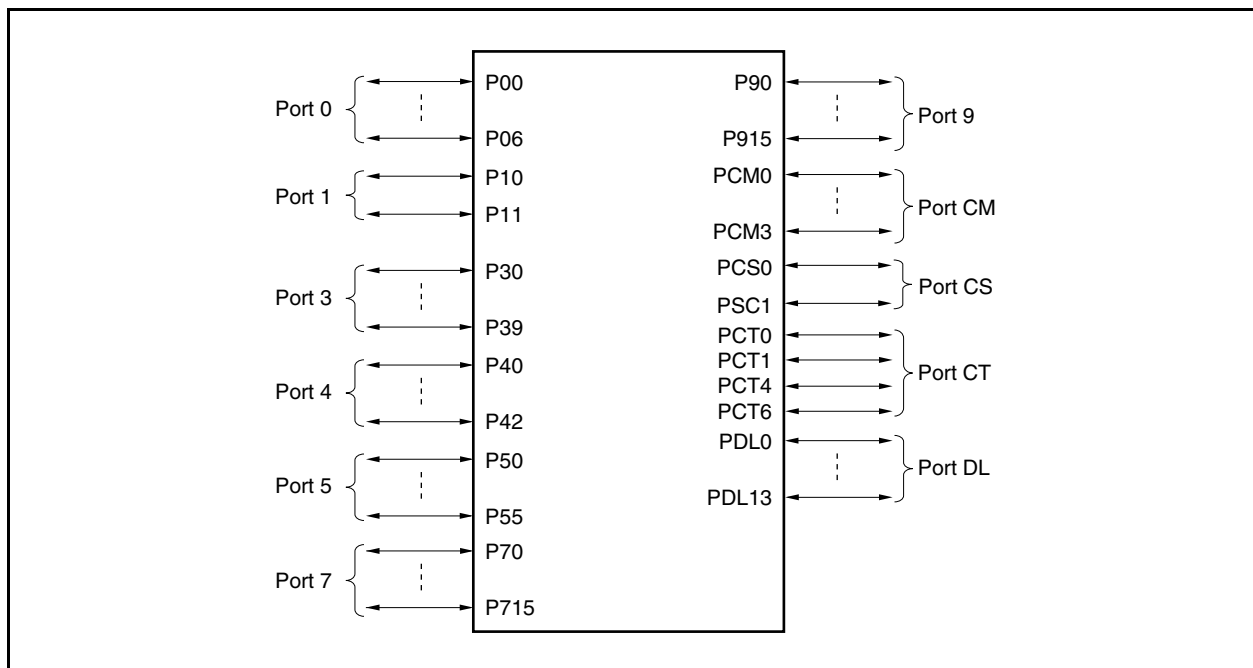 Port 0
P00
P06
Port 1
P10
P11
Port 3
P30
P39
Port 4
P40
P42
Port 5
P50
P55
Port 7
P70
P715
P90
P915
Port 9
PCM0
PCM3
Port CM
PCS0
PSC1
Port CS
PCT0
PCT1
PCT4
PCT6
Port CT
PDL0
PDL13
Port DL